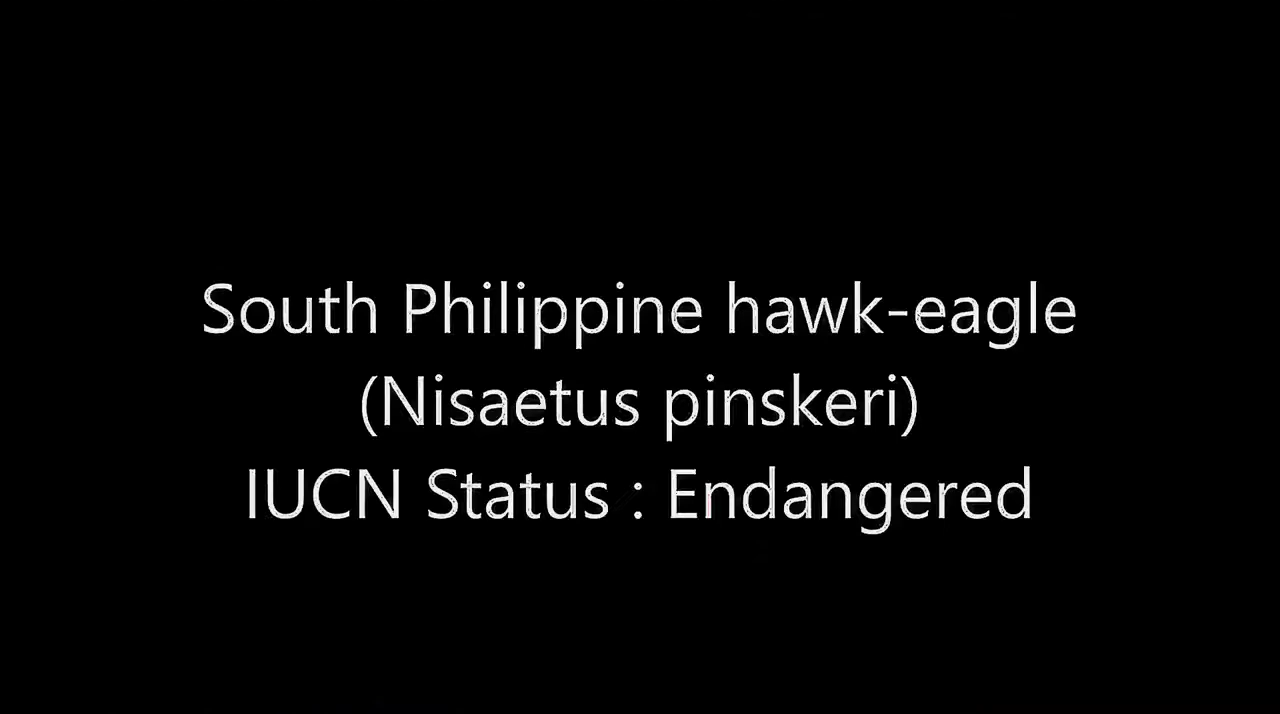 South Philippine hawk-eagle
(Nisaetus pinskeri)
IUCN Status : Endangered